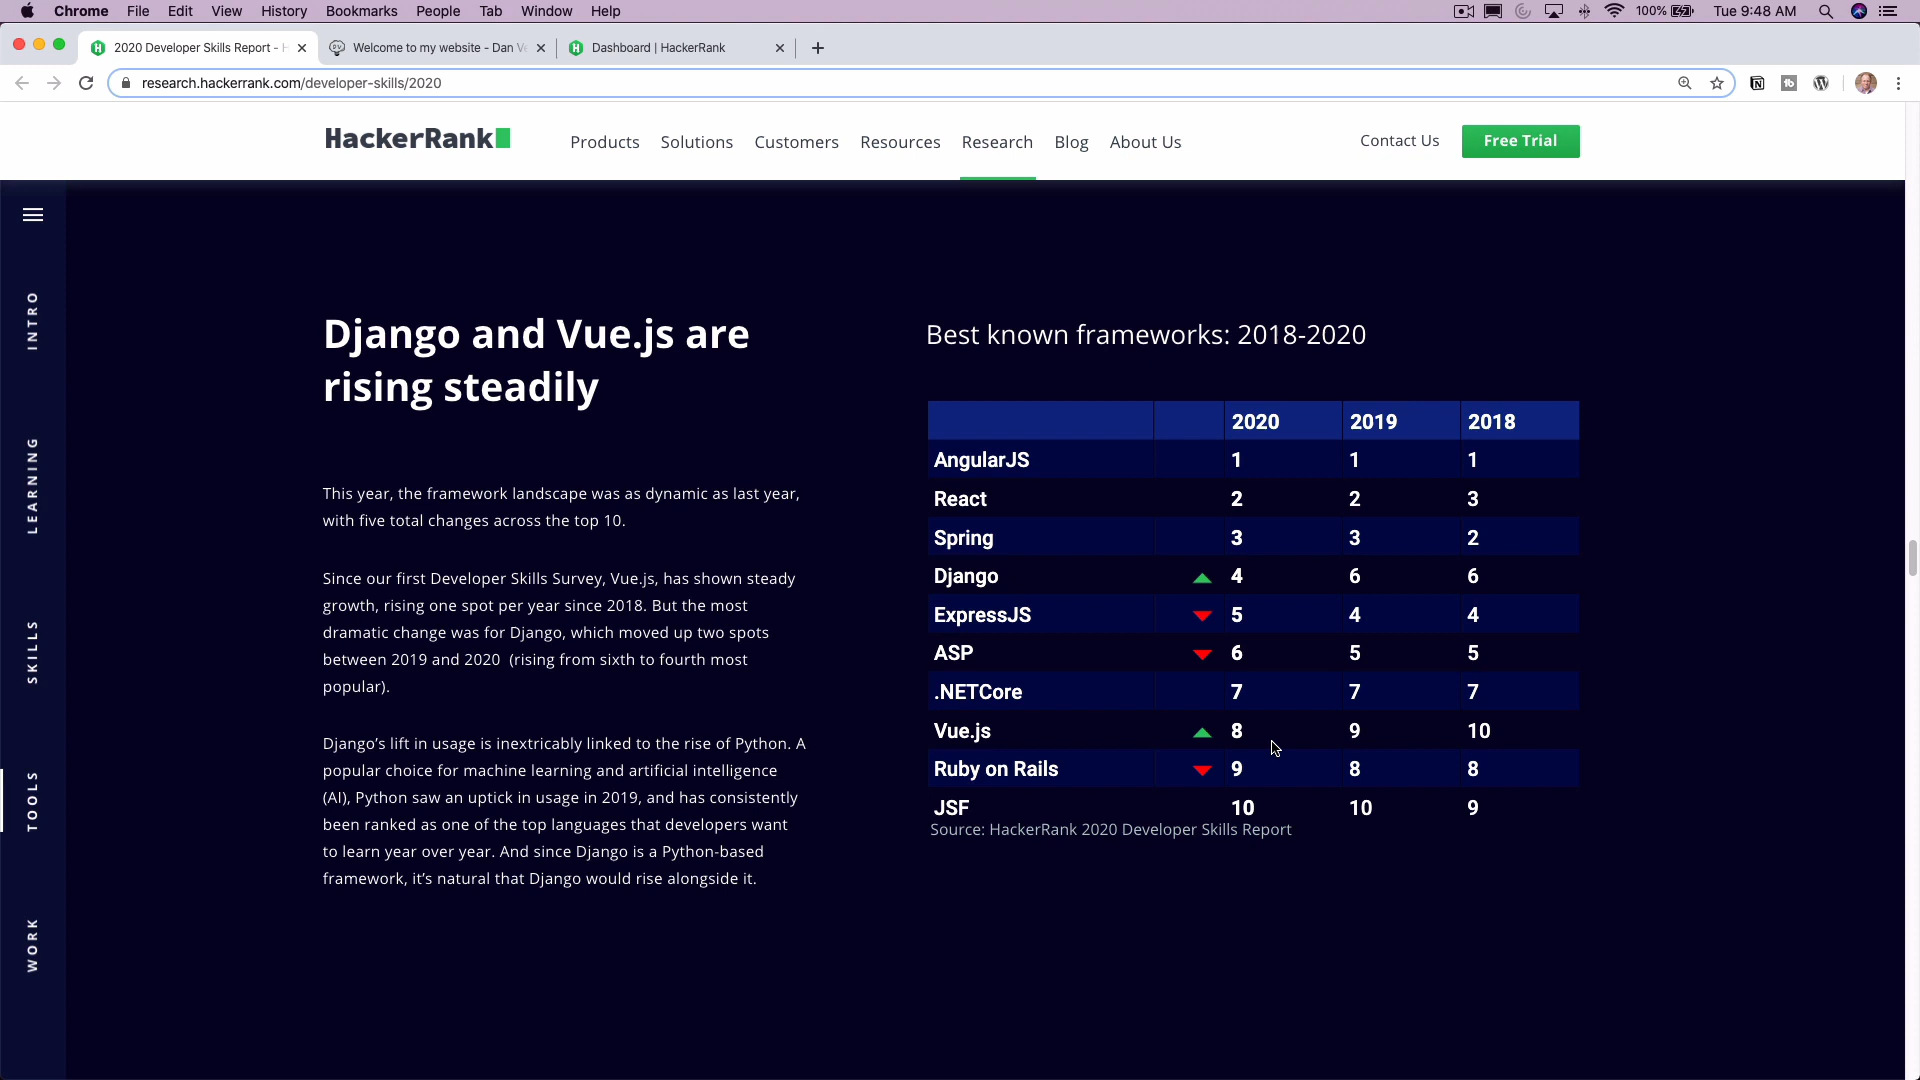 Chrome File Edit View History Bookmarks People Tab Window Help 100% Tue 9:48 AM
2020 Developer Skills Report - H Welcome to my website - Dan Ve Dashboard | HackerRank
research.hackerrank.com/developer-skills/2020
HackerRank Products Solutions Customers Resources Research Blog About Us Contact Us Free Trial
INTRO
LEARNING
SKILLS
TOOLS
WORK
Django and Vue.js are
rising steadily
This year, the framework landscape was as dynamic as last year,
with five total changes across the top 10.
Since our first Developer Skills Survey, Vue.js, has shown steady
growth, rising one spot per year since 2018. But the most
dramatic change was for Django, which moved up two spots
between 2019 and 2020 (rising from sixth to fourth most
popular).
Django’s lift in usage is inextricably linked to the rise of Python. A
popular choice for machine learning and artificial intelligence
(AI), Python saw an uptick in usage in 2019, and has consistently
been ranked as one of the top languages that developers want
to learn year over year. And since Django is a Python-based
framework, it’s natural that Django would rise alongside it.
Best known frameworks: 2018-2020
2020 2019 2018
AngularJS 1 1 1
React 2 2 3
Spring 3 3 2
Django 4 6 6
ExpressJS 5 4 4
ASP 6 5 5
.NETCore 7 7 7
Vue.js 8 9 10
Ruby on Rails 9 8 8
JSF 10 10 9
Source: HackerRank 2020 Developer Skills Report